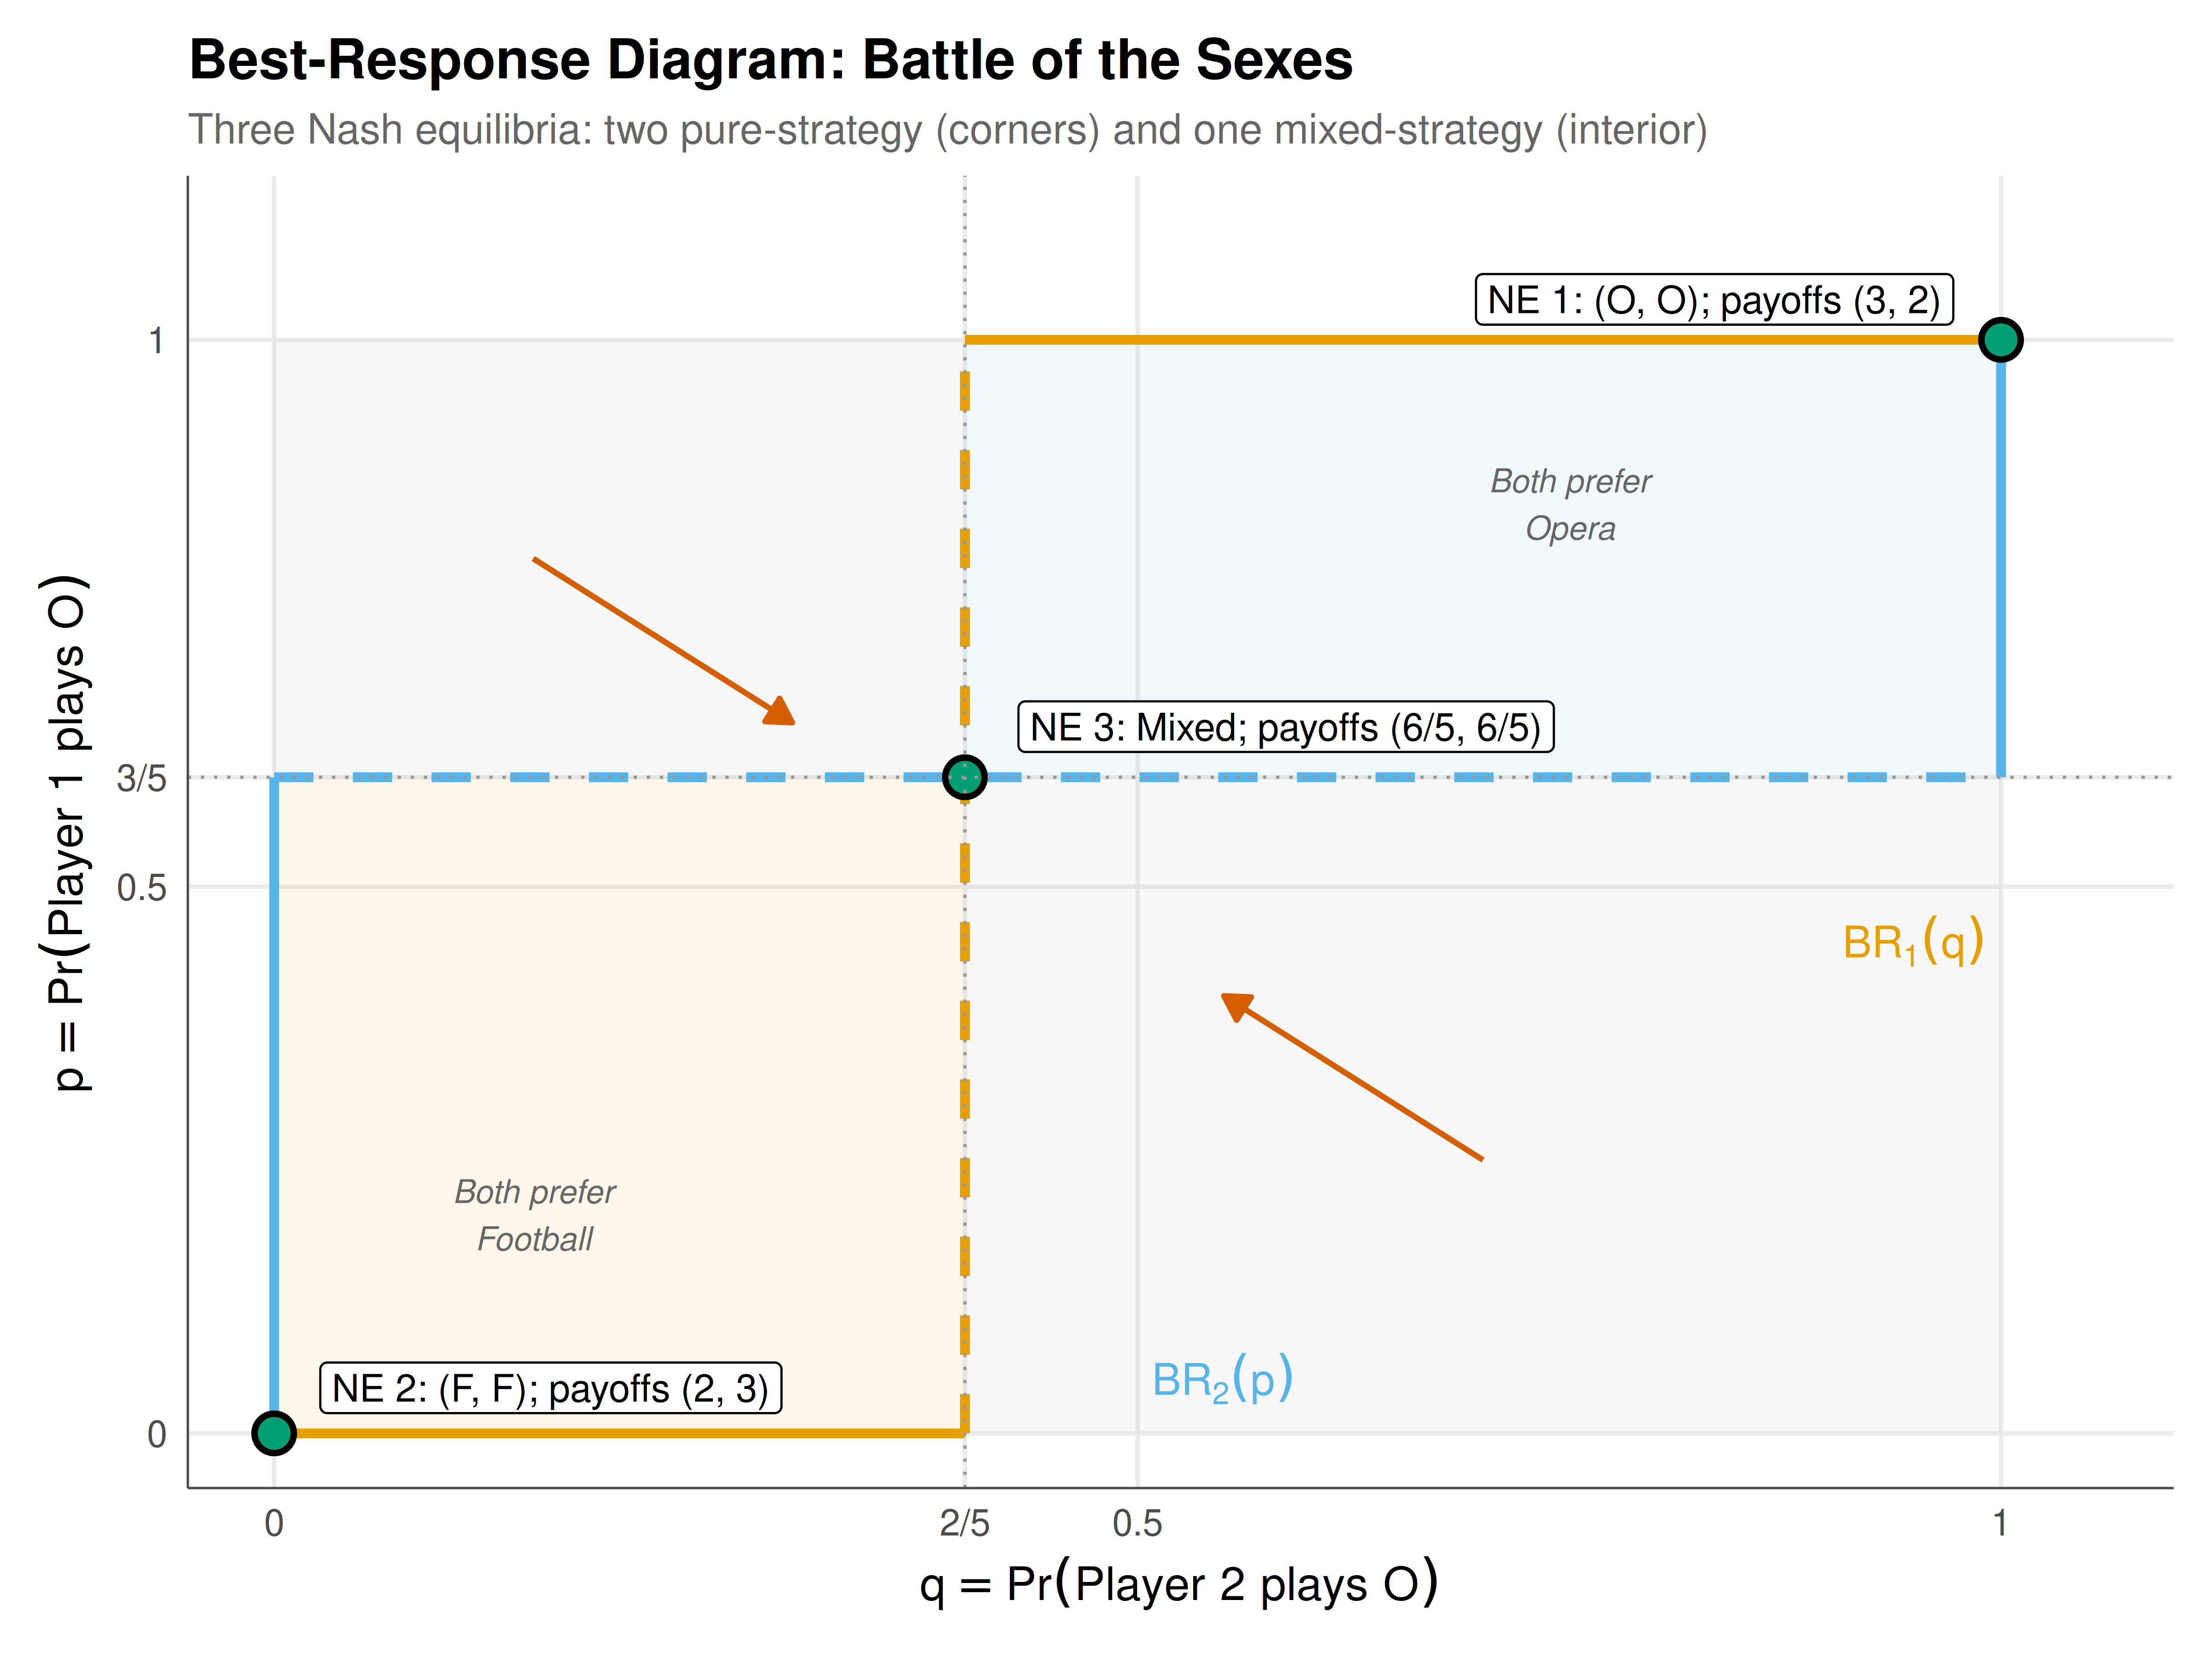 Best-Response Diagram: Battle of the Sexes
Three Nash equilibria: two pure-strategy (corners) and one mixed-strategy (interior)
NE 1: (O, O); payoffs (3, 2)
1
Both prefer
Opera
NE 3: Mixed; payoffs (6/5, 6/5)
3/5
0.5
BR₁(q)
p = Pr(Player 1 plays O)
Both prefer
Football
BR₂(p)
NE 2: (F, F); payoffs (2, 3)
0
0 2/5 0.5 1
q = Pr(Player 2 plays O)